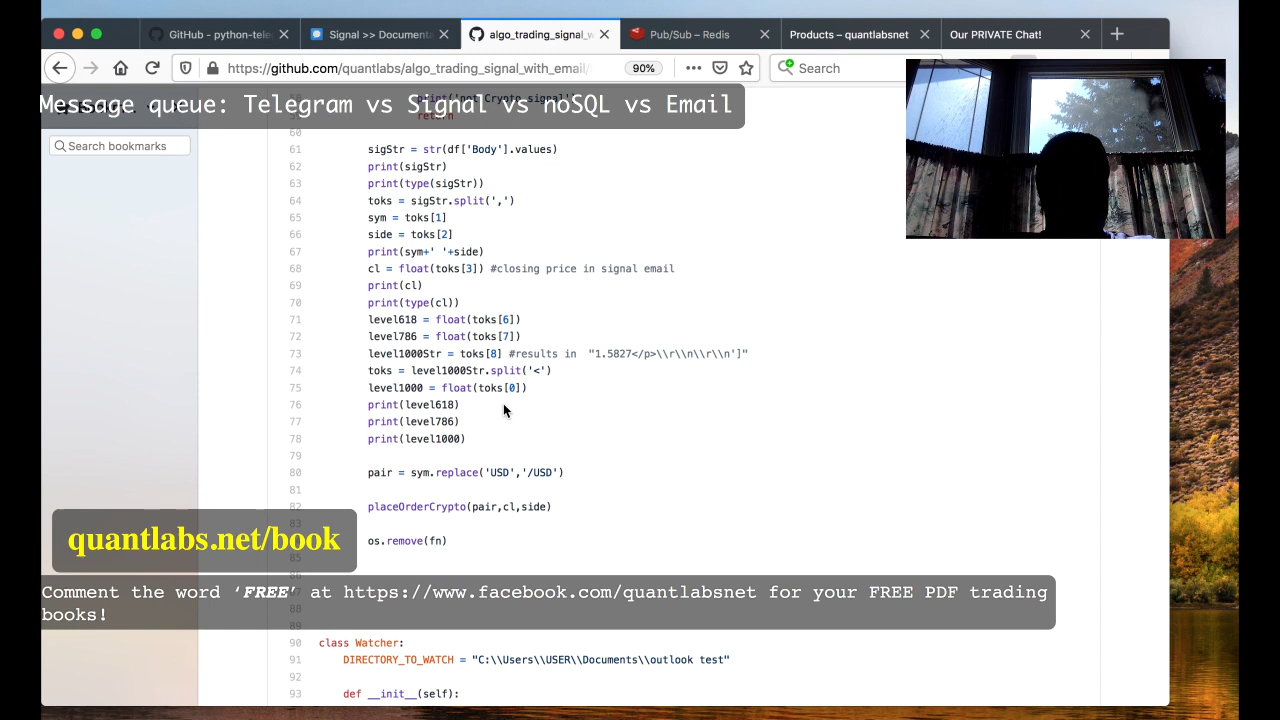 GitHub - python-tele
Signal >> Documenta
algo_trading_signal_w
Pub/Sub – Redis
Products – quantlabsnet
Our PRIVATE Chat!
https://github.com/quantlabs/algo_trading_signal_with_email/
90%
Search
Message queue: Telegram vs Signal vs noSQL vs Email
print('not Crypto signal')
return
Search bookmarks
60
61 sigStr = str(df['Body'].values)
62 print(sigStr)
63 print(type(sigStr))
64 toks = sigStr.split(',')
65 sym = toks[1]
66 side = toks[2]
67 print(sym+' '+side)
68 cl = float(toks[3]) #closing price in signal email
69 print(cl)
70 print(type(cl))
71 level618 = float(toks[6])
72 level786 = float(toks[7])
73 level1000Str = toks[8] #results in "1.5827</p>\\r\\n\\r\\n']"
74 toks = level1000Str.split('<')
75 level1000 = float(toks[0])
76 print(level618)
77 print(level786)
78 print(level1000)
79
80 pair = sym.replace('USD','/USD')
81
82 placeOrderCrypto(pair,cl,side)
83
quantlabs.net/book
os.remove(fn)
85
Comment the word ‘FREE’ at https://www.facebook.com/quantlabsnet for your FREE PDF trading
books!
90 class Watcher:
91 DIRECTORY_TO_WATCH = "C:\\Users\\USER\\Documents\\outlook test"
92
93 def __init__(self):